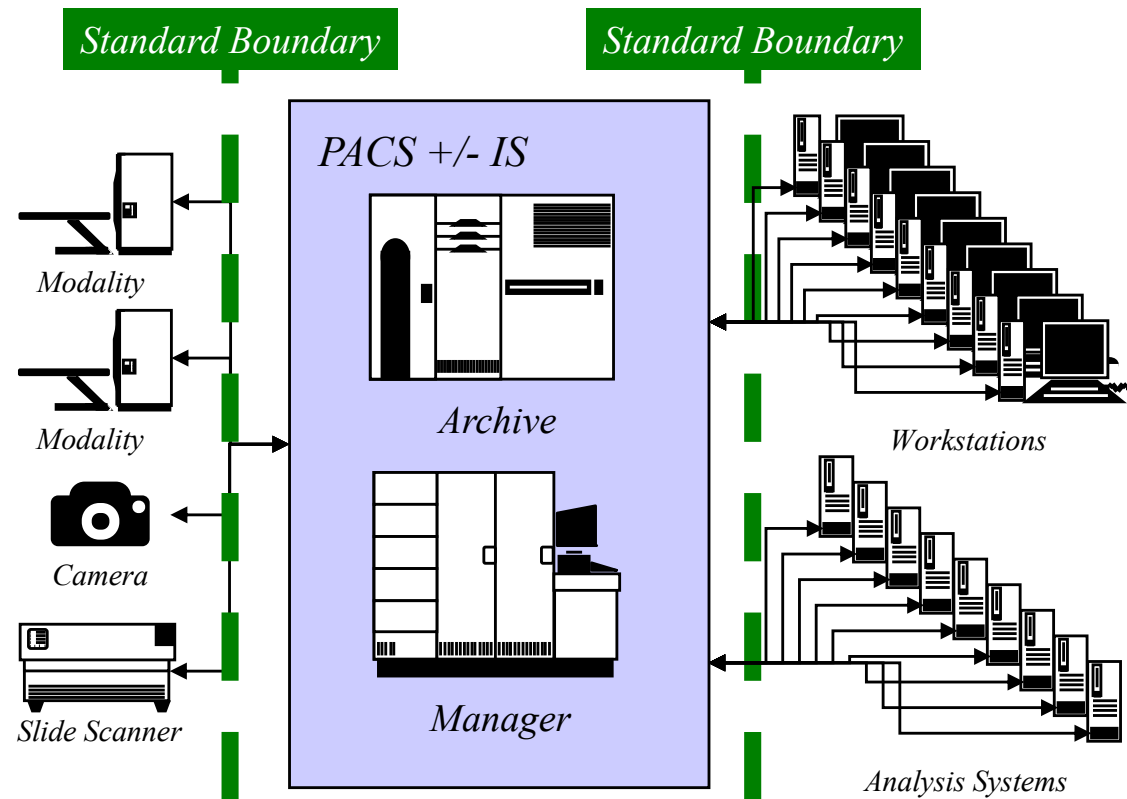 Standard Boundary
Standard Boundary
PACS +/- IS
Modality
Modality
Archive
Workstations
Camera
Manager
Slide Scanner
Analysis Systems